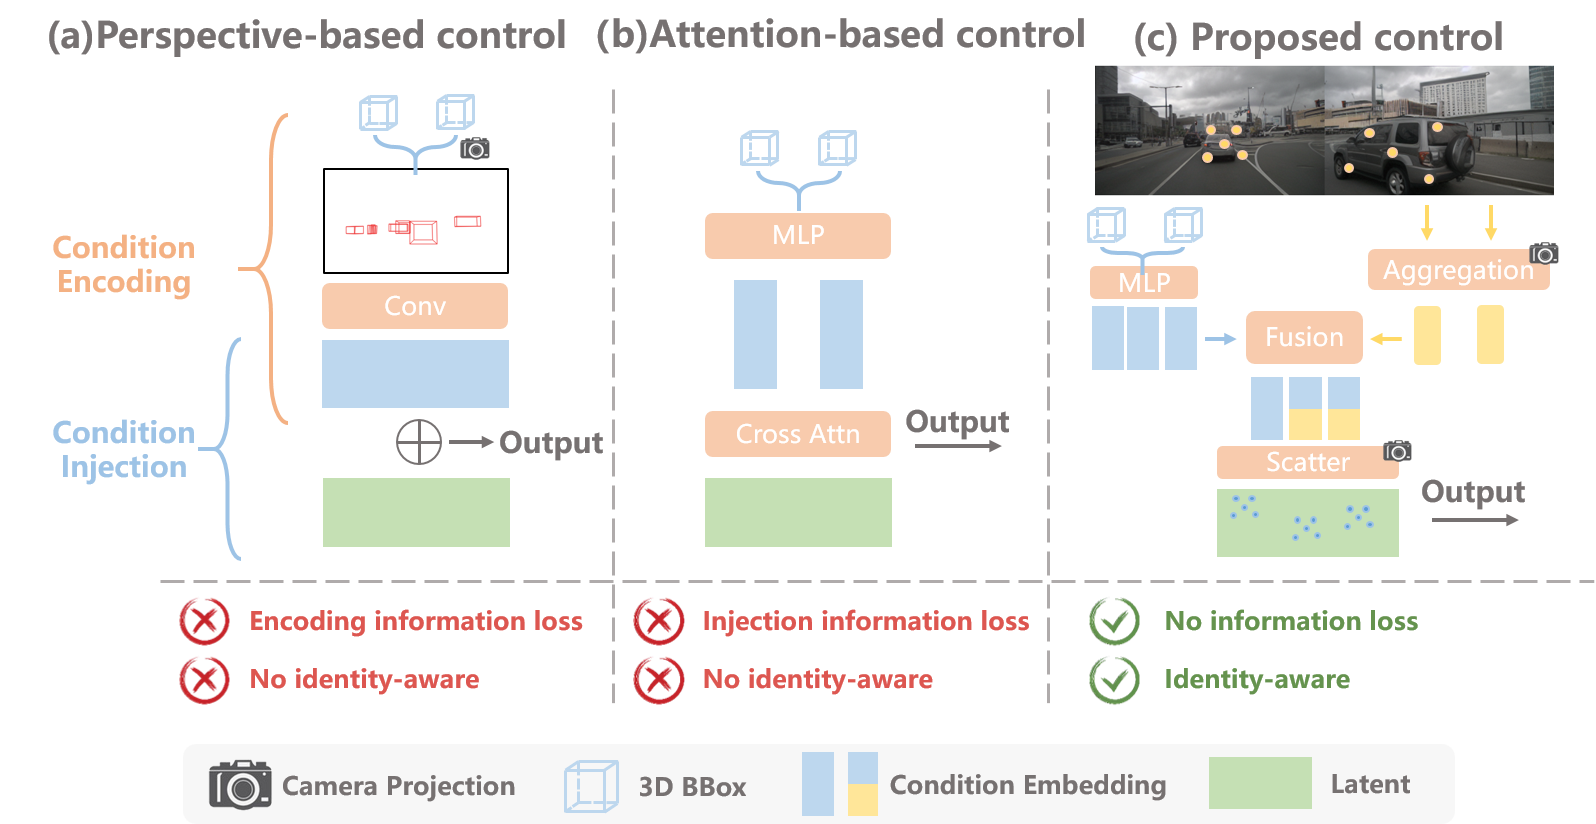 (a)Perspective-based control
(b)Attention-based control
(c) Proposed control
Condition
Encoding
Condition
Injection
Conv
Output
MLP
Cross Attn
Output
MLP
Aggregation
Fusion
Scatter
Output
Encoding information loss
No identity-aware
Injection information loss
No identity-aware
No information loss
Identity-aware
Camera Projection
3D BBox
Condition Embedding
Latent